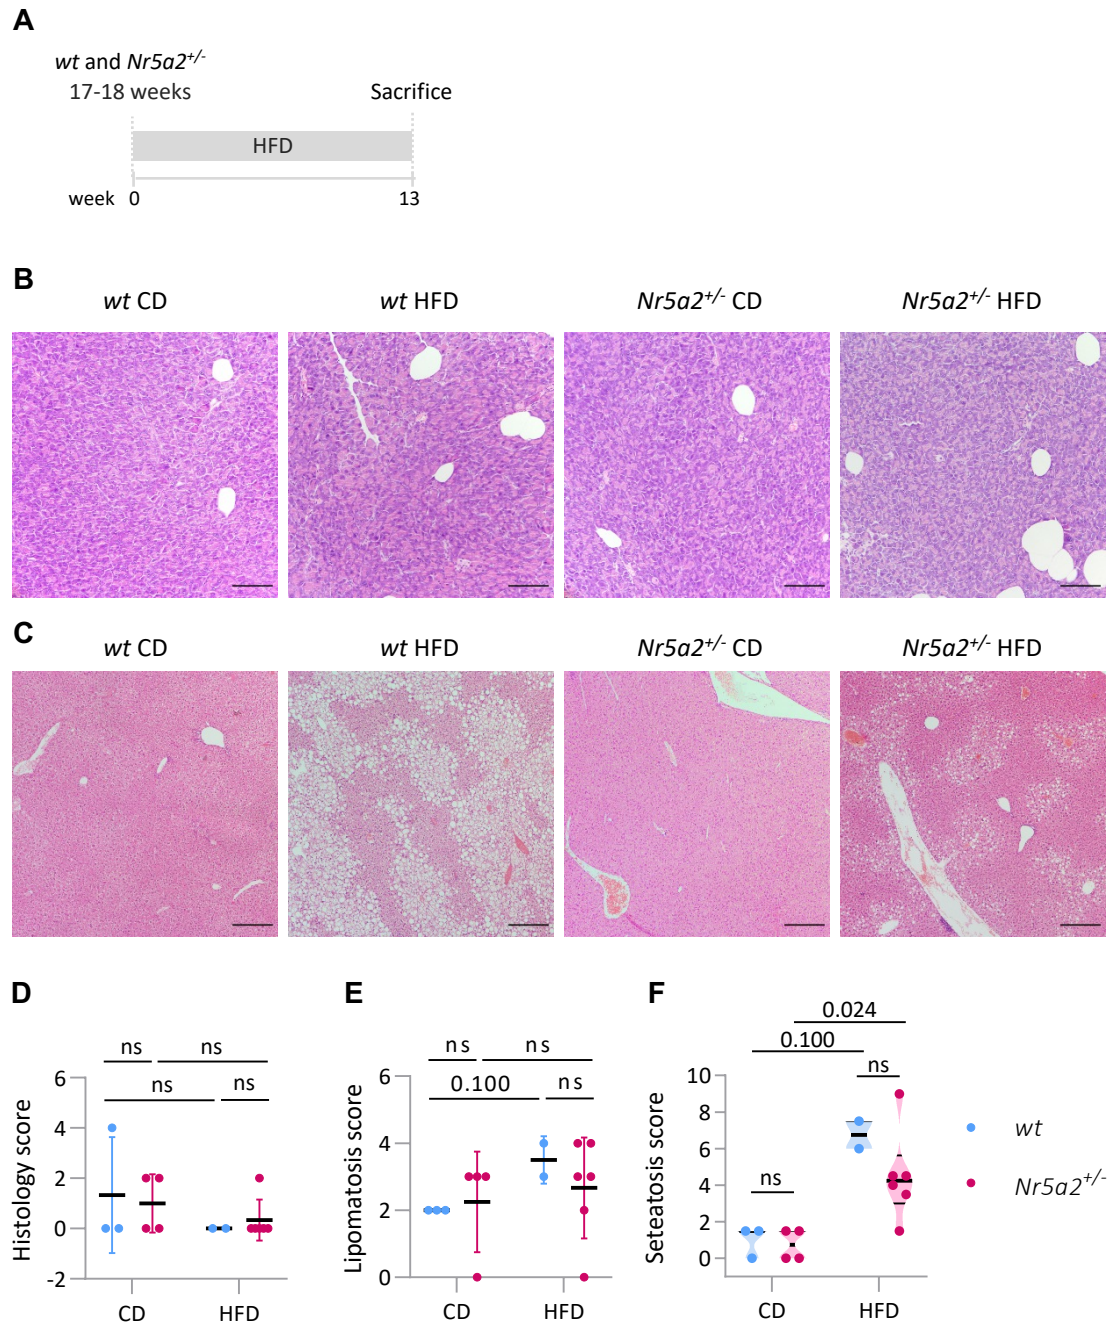 A
wt and Nr5a2+/-
17-18 weeks
Sacrifice
HFD
week 0 13
B
wt CD
wt HFD
Nr5a2+/- CD
Nr5a2+/- HFD
C
wt CD
wt HFD
Nr5a2+/- CD
Nr5a2+/- HFD
D
ns
ns
ns
ns
Histology score
6
4
2
0
-2
CD
HFD
E
ns
ns
0.100
ns
Lipomatosis score
6
4
2
0
CD
HFD
F
0.024
0.100
ns
ns
Seteatosis score
10
8
6
4
2
0
CD
HFD
wt
Nr5a2+/-